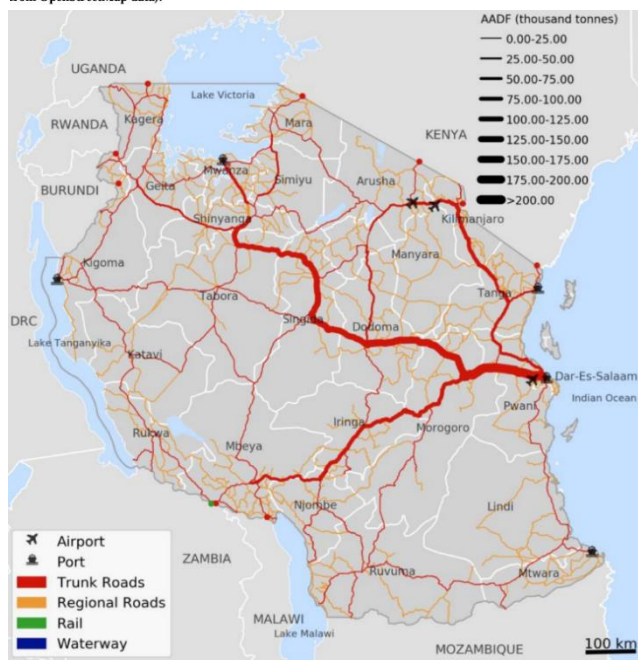 from OpenStreetMap data).
AADF (thousand tonnes)
0.00-25.00
25.00-50.00
50.00-75.00
75.00-100.00
100.00-125.00
125.00-150.00
150.00-175.00
175.00-200.00
>200.00
UGANDA
Lake Victoria
Kagera
Mara
RWANDA
KENYA
Mwanza
BURUNDI
Geita
Simiyu
Arusha
Shinyanga
Kilimanjaro
Manyara
Kigoma
Tabora
Tanga
DRC
Singida
Dodoma
Lake Tanganyika
Katavi
Dar-Es-Salaam
Indian Ocean
Pwani
Iringa
Morogoro
Rukwa
Mbeya
Njombe
Lindi
Airport
Port
Trunk Roads
Regional Roads
Rail
Waterway
ZAMBIA
Ruvuma
Mtwara
MALAWI
Lake Malawi
MOZAMBIQUE
100 km